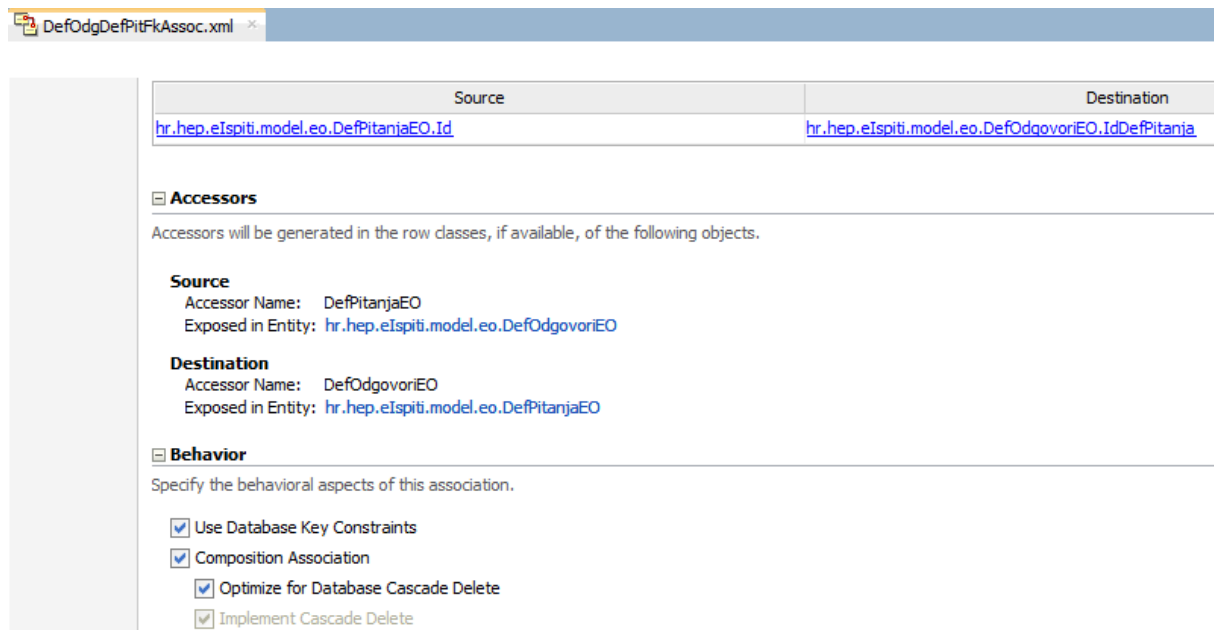 DefOdgDefPitFkAssoc.xml
Source Destination
hr.hep.eIspiti.model.eo.DefPitanjaEO.Id hr.hep.eIspiti.model.eo.DefOdgovoriEO.IdDefPitanja
Accessors
Accessors will be generated in the row classes, if available, of the following objects.
Source
Accessor Name: DefPitanjaEO
Exposed in Entity: hr.hep.eIspiti.model.eo.DefOdgovoriEO
Destination
Accessor Name: DefOdgovoriEO
Exposed in Entity: hr.hep.eIspiti.model.eo.DefPitanjaEO
Behavior
Specify the behavioral aspects of this association.
Use Database Key Constraints
Composition Association
Optimize for Database Cascade Delete
Implement Cascade Delete